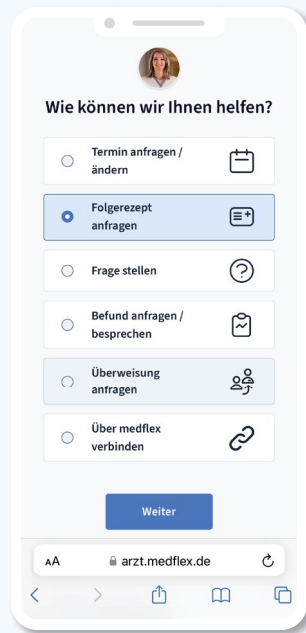 Wie können wir Ihnen helfen?
Termin anfragen /
ändern
Folgerezept
anfragen
Frage stellen
Befund anfragen /
besprechen
Überweisung
anfragen
Über medflex
verbinden
Weiter
AA arzt.medflex.de